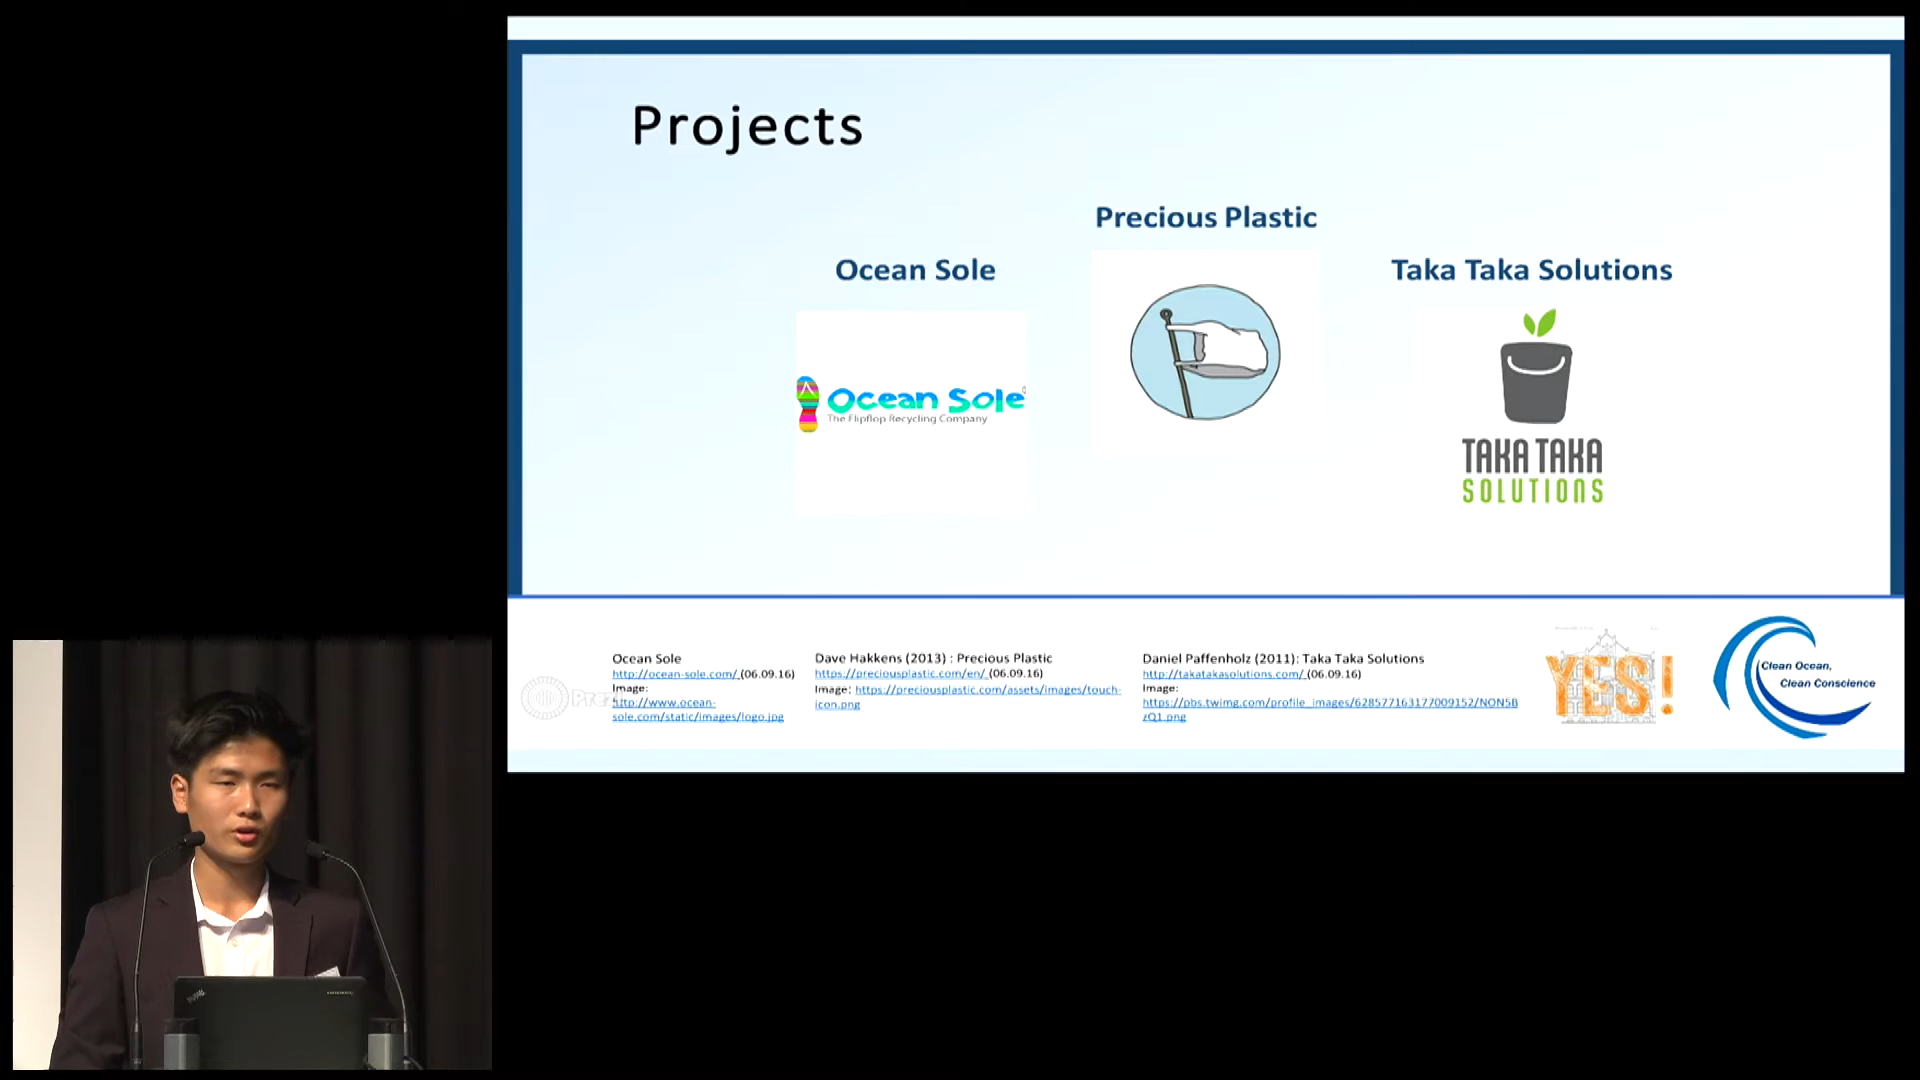 Projects
Precious Plastic
Ocean Sole
Taka Taka Solutions
Ocean Sole
The Flipflop Recycling Company
TAKA TAKA
SOLUTIONS
Ocean Sole
http://ocean-sole.com/ (06.09.16)
Image:
http://www.ocean-
sole.com/static/images/logo.jpg
Dave Hakkens (2013) : Precious Plastic
https://preciousplastic.com/en/ (06.09.16)
Image: https://preciousplastic.com/assets/images/touch-
icon.png
Daniel Paffenholz (2011): Taka Taka Solutions
http://takatakasolutions.com/ (06.09.16)
Image:
https://pbs.twimg.com/profile_images/628577163177009152/NON5B
zQ1.png
YES!
Clean Ocean,
Clean Conscience